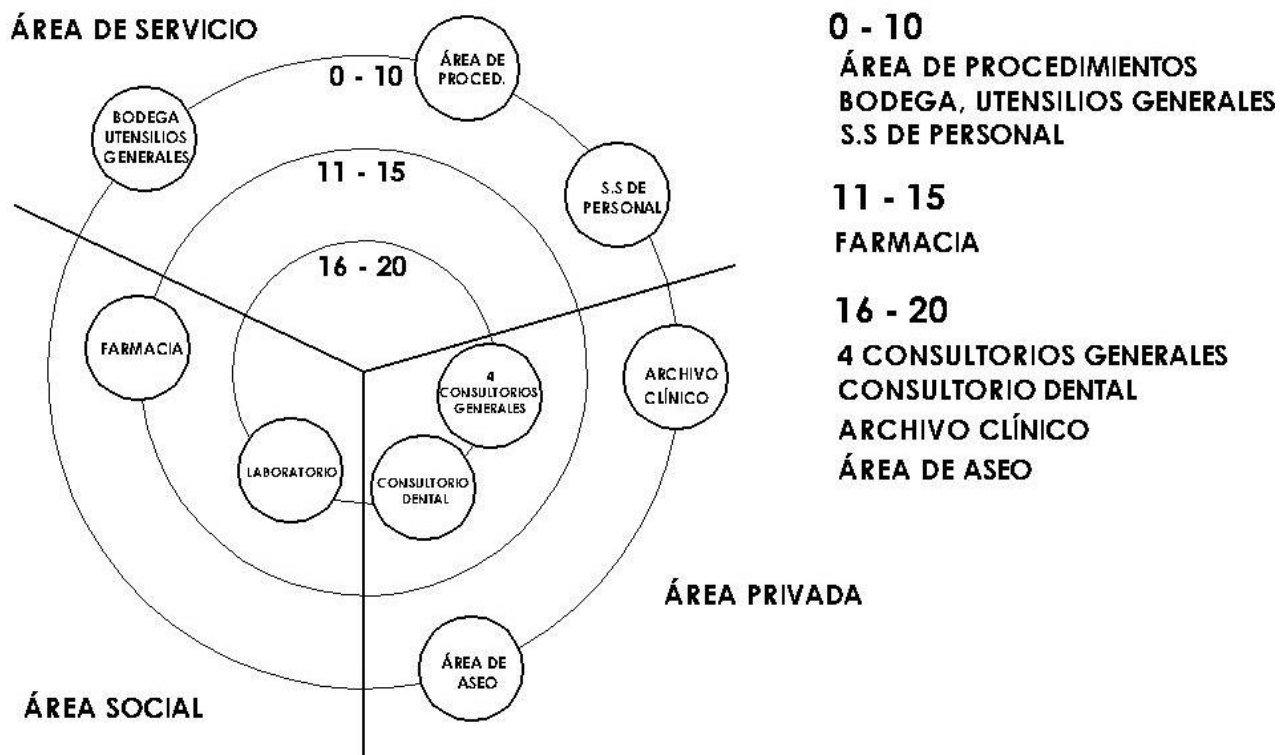 ÁREA DE SERVICIO
0 - 10
ÁREA DE
PROCED.
BODEGA
UTENSILIOS
GENERALES
11 - 15
S.S DE
PERSONAL
16 - 20
FARMACIA
4
CONSULTORIOS
GENERALES
ARCHIVO
CLÍNICO
LABORATORIO
CONSULTORIO
DENTAL
ÁREA PRIVADA
ÁREA DE
ASEO
ÁREA SOCIAL
0 - 10
ÁREA DE PROCEDIMIENTOS
BODEGA, UTENSILIOS GENERALES
S.S DE PERSONAL
11 - 15
FARMACIA
16 - 20
4 CONSULTORIOS GENERALES
CONSULTORIO DENTAL
ARCHIVO CLÍNICO
ÁREA DE ASEO